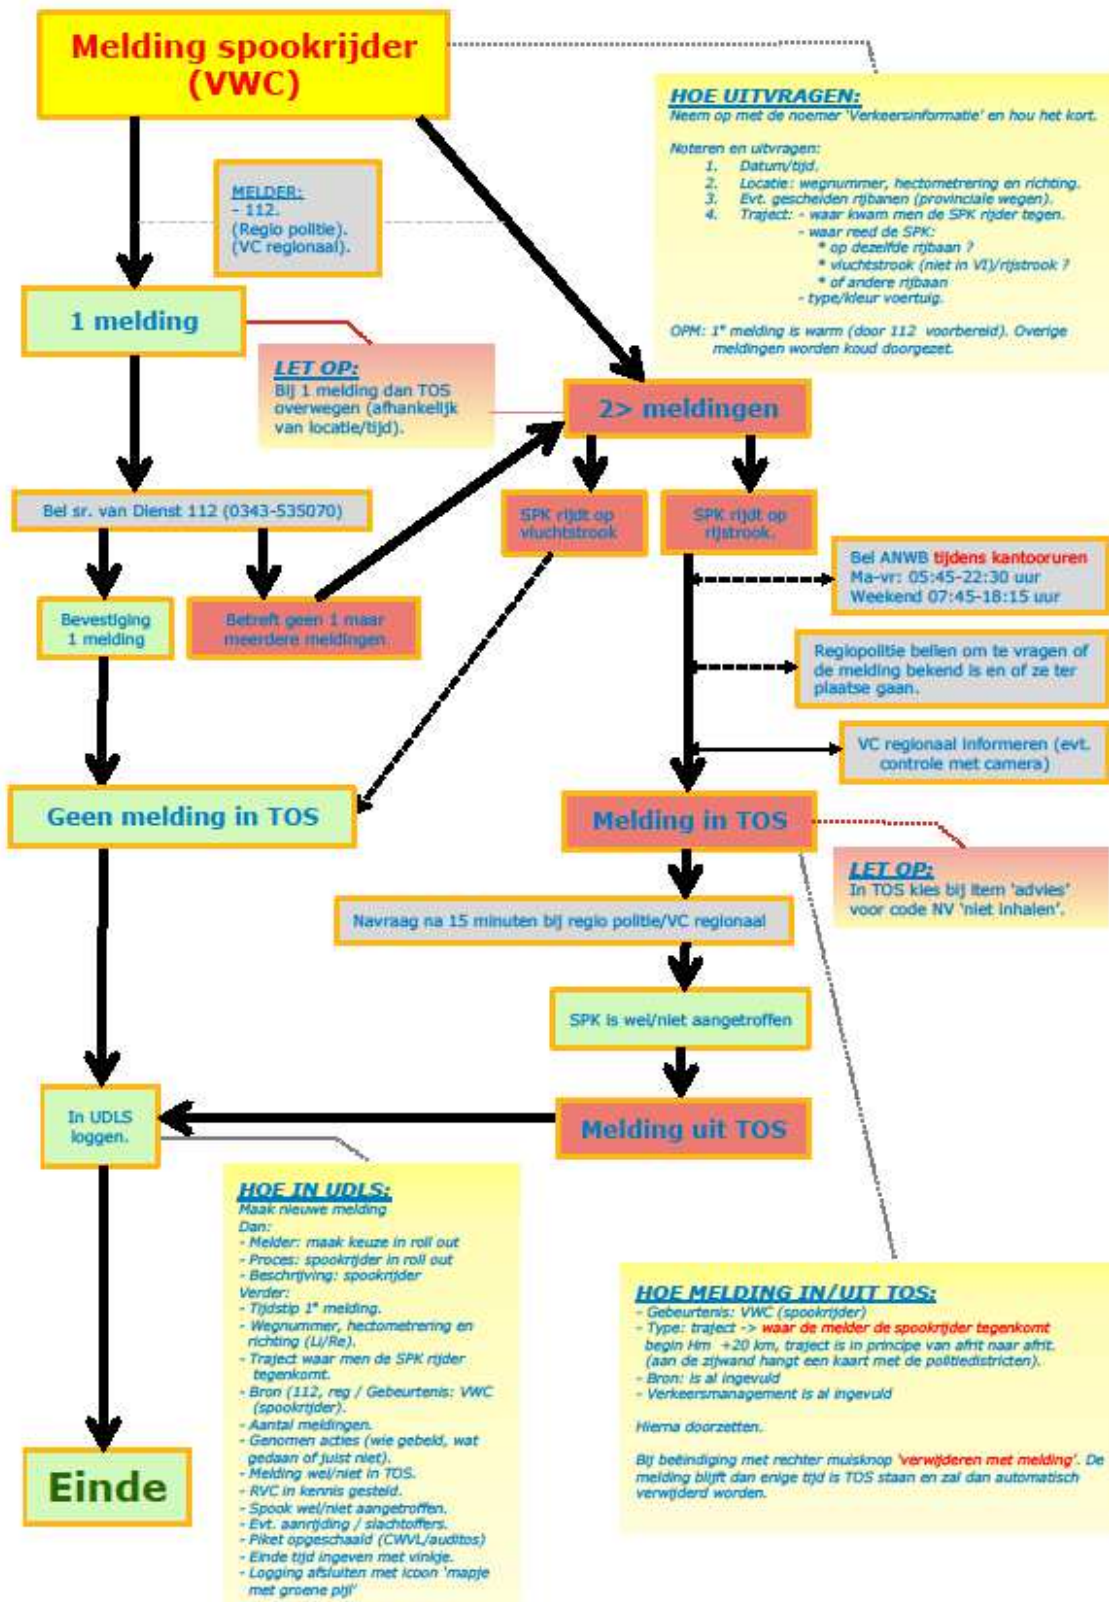 Melding spookrijder
(VWC)
HOE UITVRAGEN:
Neem op met de noemer 'Verkeersinformatie' en hou het kort.
Noteren en uitvragen:
1. Datum/tijd.
2. Locatie: wegnummer, hectometrering en richting.
3. Evt. gescheiden rijbanen (provinciale wegen).
4. Traject: - waar kwam men de SPK rijder tegen.
- waar reed de SPK:
* op dezelfde rijbaan ?
* vluchtstrook (niet in VI)/rijstrook ?
* of andere rijbaan
- type/kleur voertuig.
OPM: 1e melding is warm (door 112 voorbereid). Overige
meldingen worden koud doorgezet.
MELDER:
- 112.
(Regio politie).
(VC regionaal).
1 melding
LET OP:
Bij 1 melding dan TOS
overwegen (afhankelijk
van locatie/tijd).
2> meldingen
Bel sr. van Dienst 112 (0343-535070)
SPK rijdt op
vluchtstrook
SPK rijdt op
rijstrook.
Bel ANWB tijdens kantooruren
Ma-vr: 05:45-22:30 uur
Weekend 07:45-18:15 uur
Bevestiging
1 melding
Betreft geen 1 maar
meerdere meldingen
Regiopolitie bellen om te vragen of
de melding bekend is en of ze ter
plaatse gaan.
VC regionaal informeren (evt.
controle met camera)
Geen melding in TOS
Melding in TOS
LET OP:
In TOS kies bij item 'advies'
voor code NV 'niet inhalen'.
Navraag na 15 minuten bij regio politie/VC regionaal
SPK is wel/niet aangetroffen
In UDLS
loggen.
Melding uit TOS
HOE IN UDLS:
Maak nieuwe melding
Dan:
- Melder: maak keuze in roll out
- Proces: spookrijder in roll out
- Beschrijving: spookrijder
Verder:
- Tijdstip 1e melding.
- Wegnummer, hectometrering en
richting (Li/Re)
- Traject waar men de SPK rijder
tegenkomt.
- Bron (112, reg / Gebeurtenis: VWC
(spookrijder).
- Aantal meldingen.
- Genomen acties (wie gebeld, wat
gedaan of juist niet).
- Melding wel/niet in TOS.
- RVC in kennis gesteld.
- Spook wel/niet aangetroffen.
- Evt. aanrijding / slachtoffers.
- Piket opgeschaald (CWVL/auditos)
- Einde tijd ingeven met vinkje.
- Logging afsluiten met icoon 'mapje
met groene pijl'
HOE MELDING IN/UIT TOS:
- Gebeurtenis: VWC (spookrijder)
- Type: traject -> waar de melder de spookrijder tegenkomt
begin Hm +20 km, traject is in principe van afrit naar afrit.
(aan de zijwand hangt een kaart met de politiedistricten).
- Bron: is al ingevuld
- Verkeersmanagement is al ingevuld
Hierna doorzetten.
Bij beëindiging met rechter muisknop 'verwijderen met melding'. De
melding blijft dan enige tijd is TOS staan en zal dan automatisch
verwijderd worden.
Einde